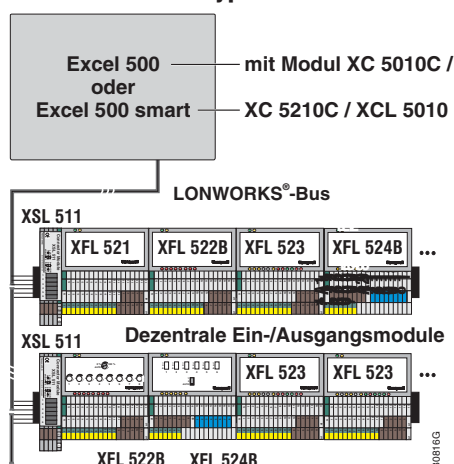 Excel 500
oder
Excel 500 smart
mit Modul XC 5010C /
XC 5210C / XCL 5010
LONWORKS®-Bus
XSL 511
XFL 521
XFL 522B
XFL 523
XFL 524B
...
Dezentrale Ein-/Ausgangsmodule
XSL 511
XFL 523
XFL 523
...
XFL 522B
XFL 524B